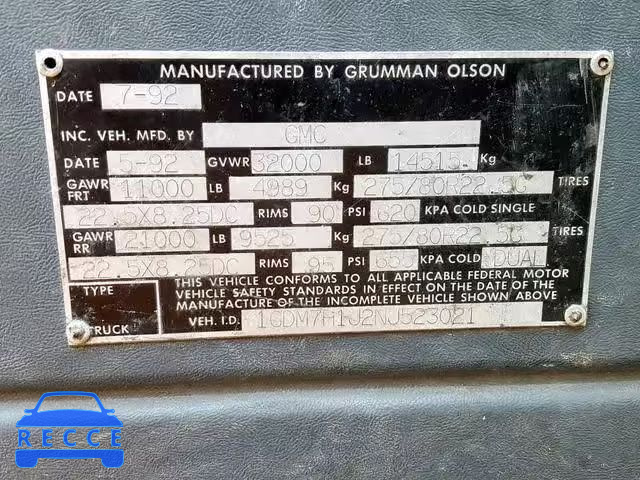 MANUFACTURED BY GRUMMAN OLSON
DATE 7-92
INC. VEH. MFD. BY GMC
DATE 5-92 GVWR 32000 LB 14515 Kg
GAWR FRT 11000 LB 4989 Kg 275/80R22.5G TIRES
22.5X8.25DC RIMS 90 PSI 620 KPA COLD SINGLE
GAWR RR 21000 LB 9525 Kg 275/80R22.5G TIRES
22.5X8.25DC RIMS 95 PSI 655 KPA COLD DUAL
THIS VEHICLE CONFORMS TO ALL APPLICABLE FEDERAL MOTOR
VEHICLE SAFETY STANDARDS IN EFFECT ON THE DATE OF
MANUFACTURE OF THE INCOMPLETE VEHICLE SHOWN ABOVE
TYPE
TRUCK
VEH. I.D. 1GDM7H1J2NJ523021
RECCE